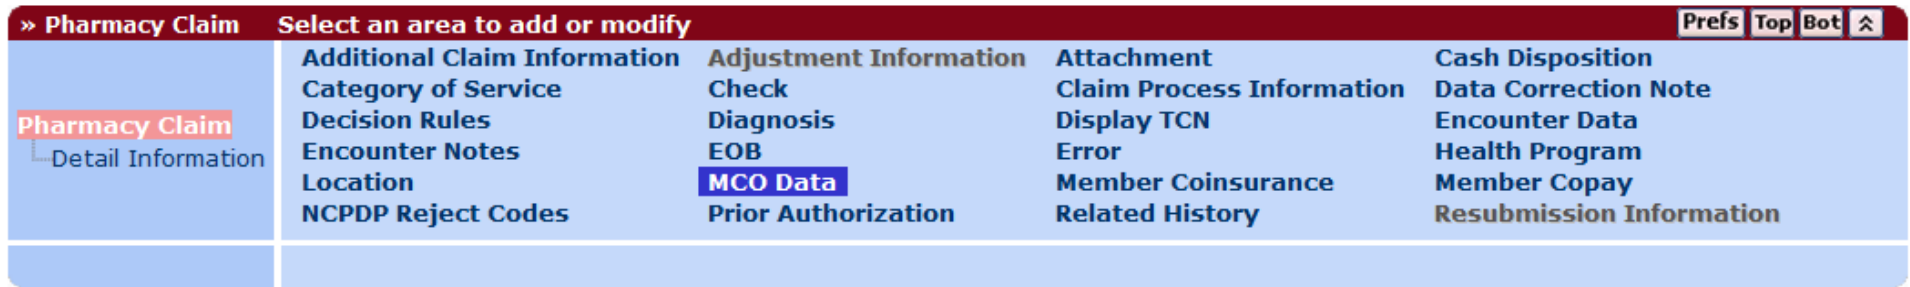 » Pharmacy Claim Select an area to add or modify Prefs Top Bot
Additional Claim Information Adjustment Information Attachment Cash Disposition
Category of Service Check Claim Process Information Data Correction Note
Pharmacy Claim Decision Rules Diagnosis Display TCN Encounter Data
Detail Information Encounter Notes EOB Error Health Program
Location MCO Data Member Coinsurance Member Copay
NCPDP Reject Codes Prior Authorization Related History Resubmission Information